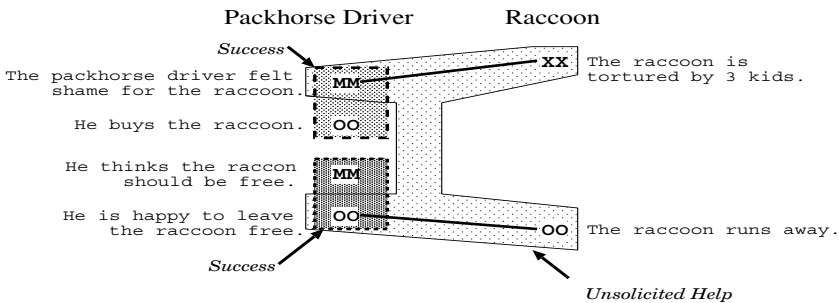 Packhorse Driver Raccoon
Success
The packhorse driver felt
shame for the raccoon.
MM
XX
The raccoon is
tortured by 3 kids.
He buys the raccoon.
OO
He thinks the raccon
should be free.
MM
He is happy to leave
the raccoon free.
OO
OO
The raccoon runs away.
Success
Unsolicited Help